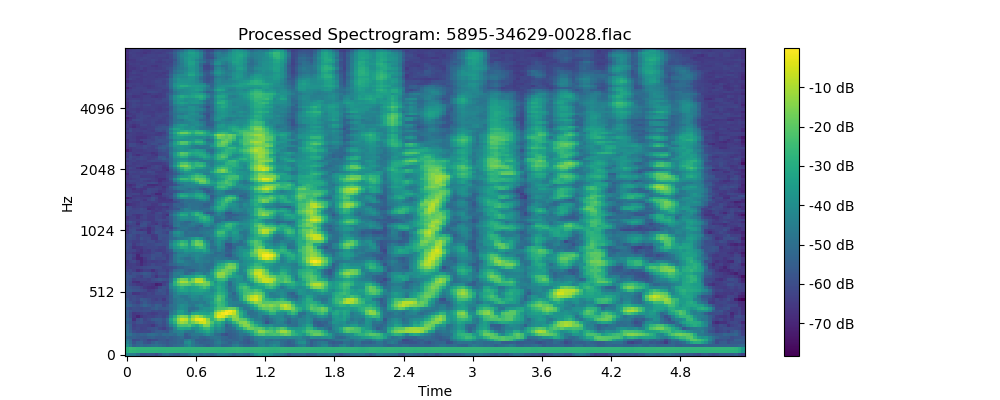 Processed Spectrogram: 5895-34629-0028.flac
Hz
4096
2048
1024
512
0
0 0.6 1.2 1.8 2.4 3 3.6 4.2 4.8
Time
-10 dB
-20 dB
-30 dB
-40 dB
-50 dB
-60 dB
-70 dB